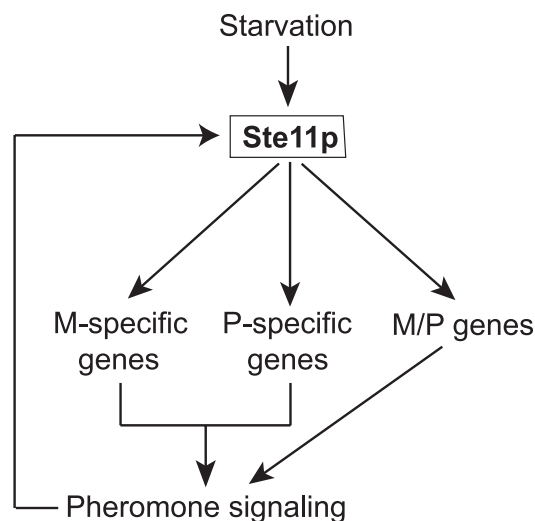 Starvation
Ste11p
M-specific genes
P-specific genes
M/P genes
Pheromone signaling